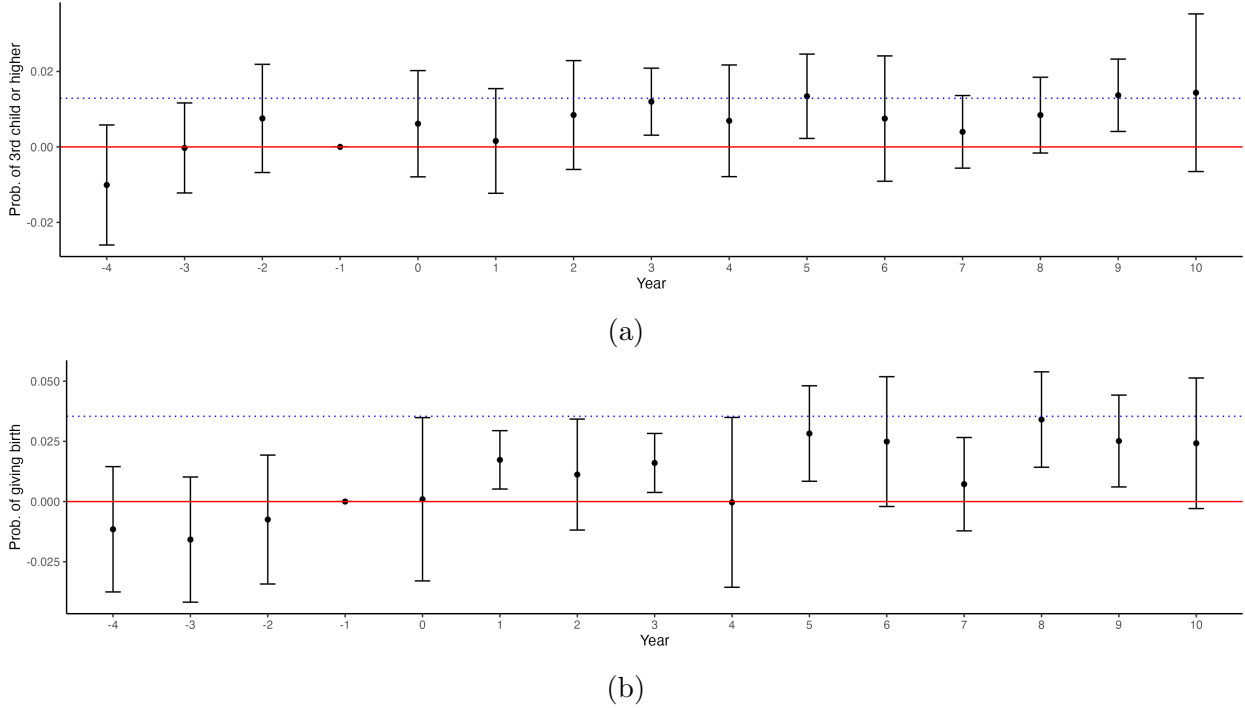 Prob. of 3rd child or higher
0.02
0.00
-0.02
-4 -3 -2 -1 0 1 2 3 4 5 6 7 8 9 10
Year
(a)
Prob. of giving birth
0.050
0.025
0.000
-0.025
-4 -3 -2 -1 0 1 2 3 4 5 6 7 8 9 10
Year
(b)